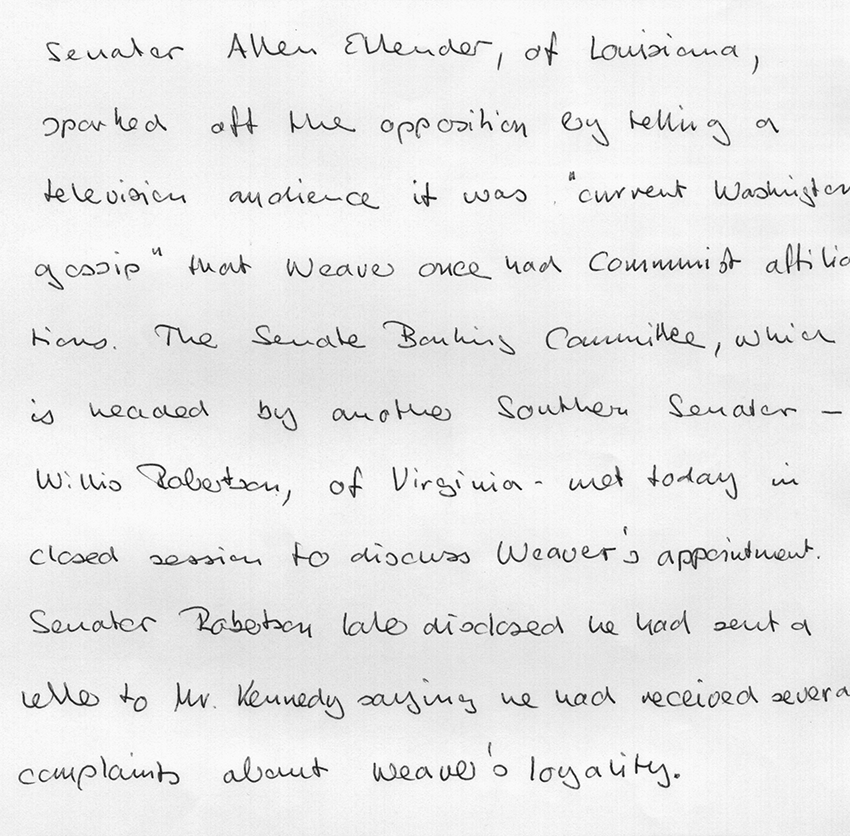 Senator Allen Ellender, of Louisiana,
sparked off the opposition by telling a
television audience it was "current Washington
gossip" that Weaver once had Communist affilia
tions. The Senate Banking Committee, which
is headed by another Southern Senator –
Willis Robertson, of Virginia - met today in
closed session to discuss Weaver's appointment.
Senator Robertson later disclosed he had sent a
letter to Mr. Kennedy saying he had received several
complaints about Weaver's loyality.